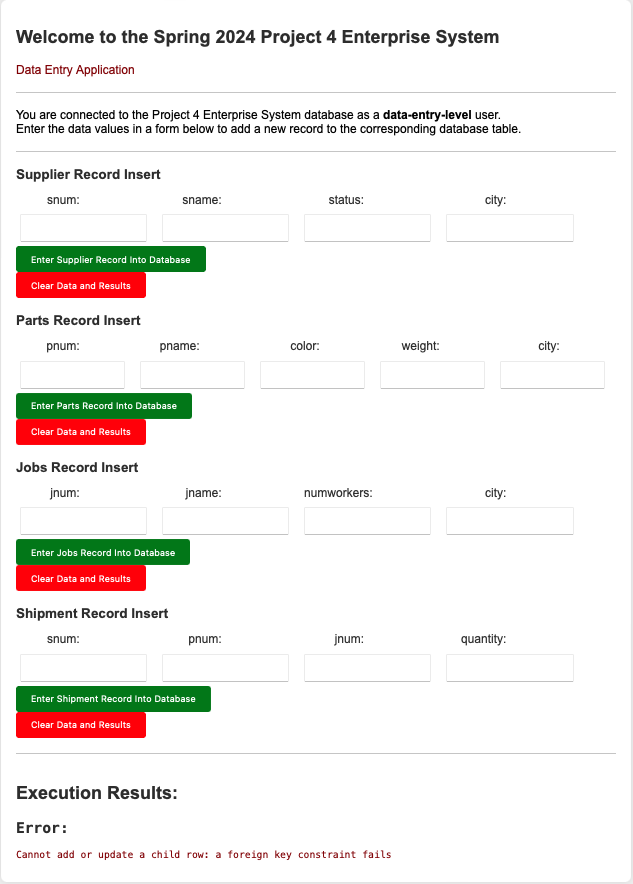 Welcome to the Spring 2024 Project 4 Enterprise System
Data Entry Application
You are connected to the Project 4 Enterprise System database as a data-entry-level user.
Enter the data values in a form below to add a new record to the corresponding database table.
Supplier Record Insert
snum: sname: status: city:
Enter Supplier Record Into Database
Clear Data and Results
Parts Record Insert
pnum: pname: color: weight: city:
Enter Parts Record Into Database
Clear Data and Results
Jobs Record Insert
jnum: jname: numworkers: city:
Enter Jobs Record Into Database
Clear Data and Results
Shipment Record Insert
snum: pnum: jnum: quantity:
Enter Shipment Record Into Database
Clear Data and Results
Execution Results:
Error:
Cannot add or update a child row: a foreign key constraint fails